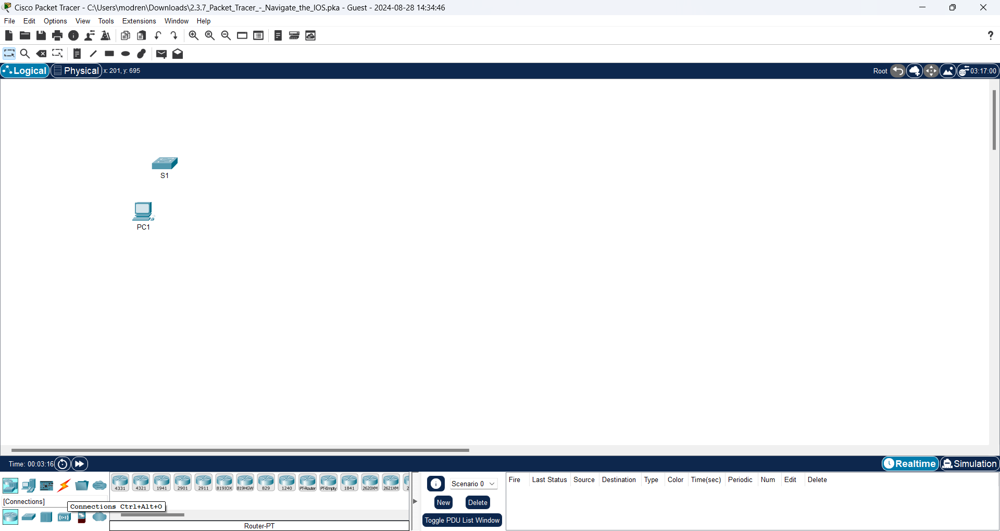 Cisco Packet Tracer - C:\Users\modren\Downloads\2.3.7_Packet_Tracer_-_Navigate_the_IOS.pka - Guest - 2024-08-28 14:34:46
File Edit Options View Tools Extensions Window Help
?
Logical Physical x: 201, y: 695 Root 03:17:00
S1
PC1
Time: 00:03:16 Realtime Simulation
4331 4321 1941 2901 2911 819IOX 819HGW 829 1240 PT-Router PT-Empty 1841 2620XM 2621XM 2
Scenario 0 Fire Last Status Source Destination Type Color Time(sec) Periodic Num Edit Delete
[Connections]
Connections Ctrl+Alt+O
New Delete
Toggle PDU List Window
Router-PT